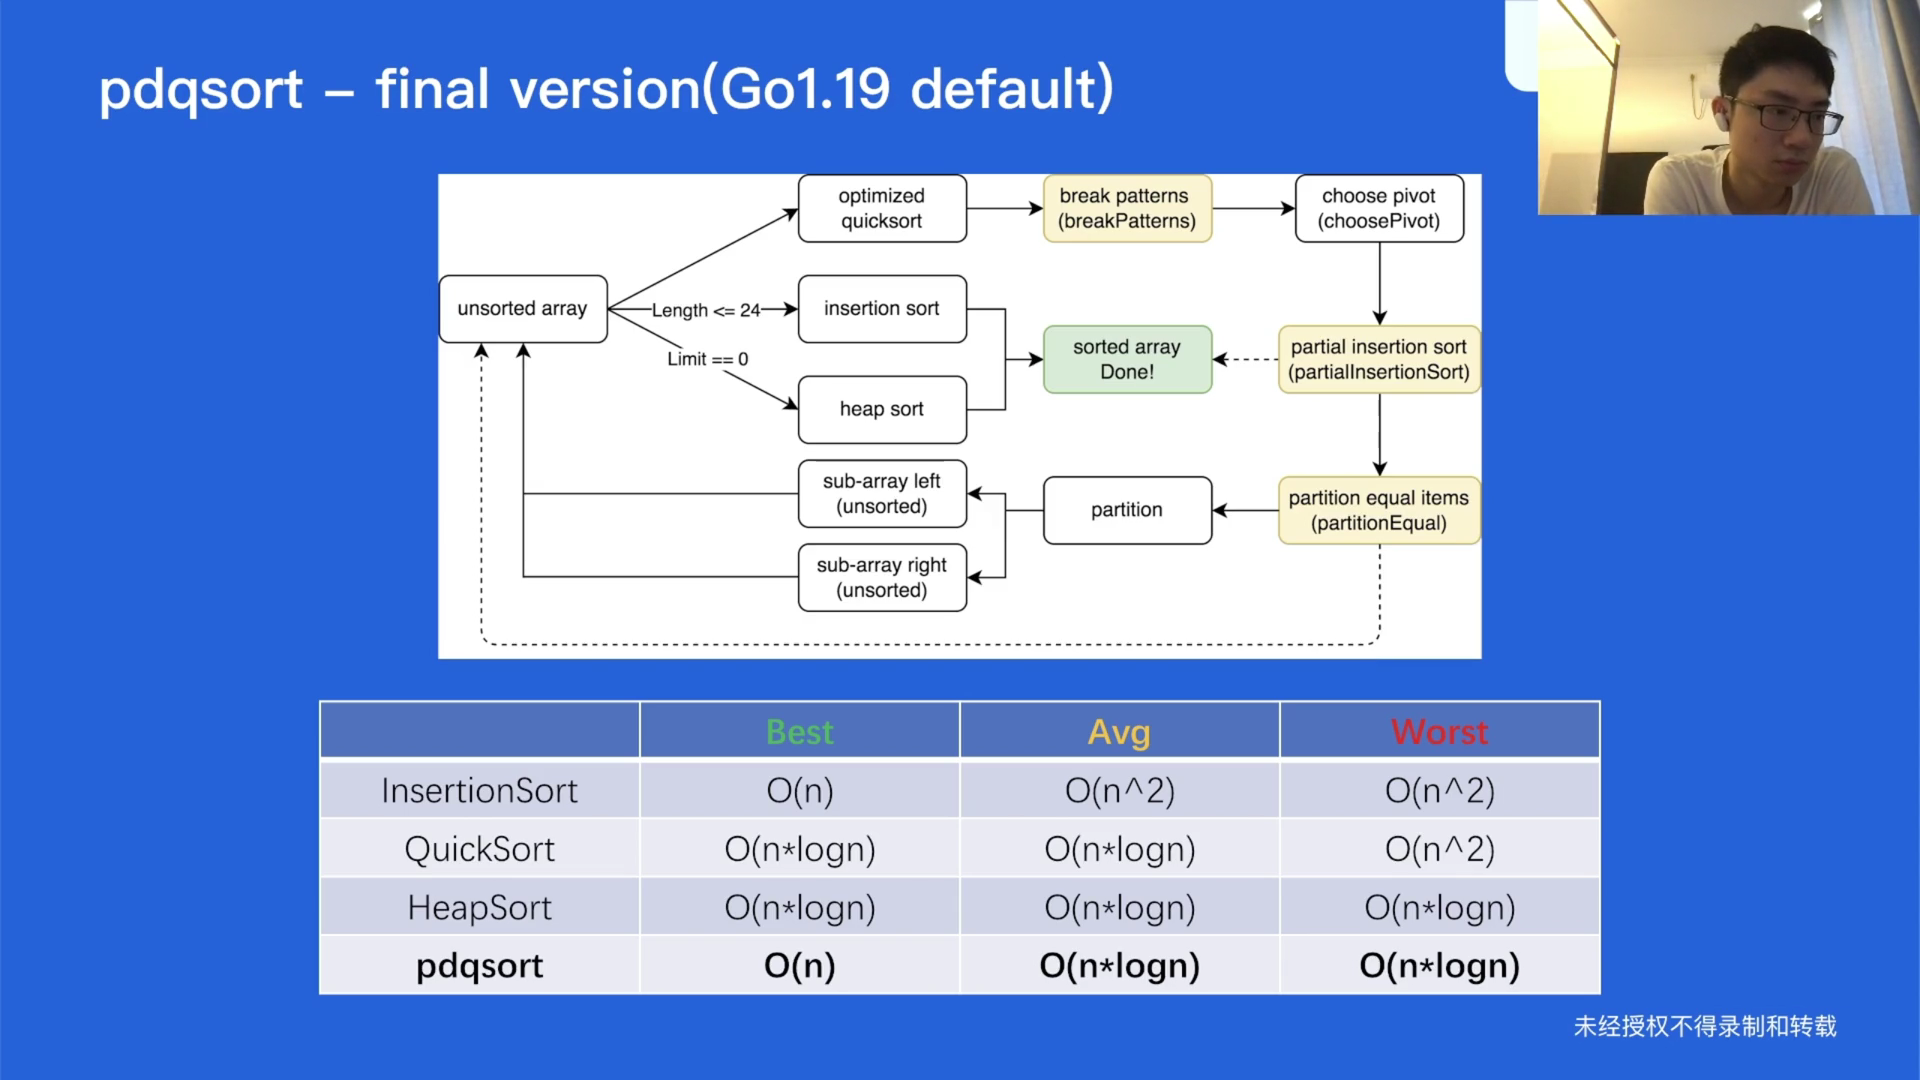 pdqsort – final version(Go1.19 default)
optimized
quicksort
break patterns
(breakPatterns)
choose pivot
(choosePivot)
unsorted array
Length <= 24
insertion sort
Limit == 0
heap sort
sorted array
Done!
partial insertion sort
(partialInsertionSort)
sub-array left
(unsorted)
partition
partition equal items
(partitionEqual)
sub-array right
(unsorted)
Best Avg Worst
InsertionSort O(n) O(n^2) O(n^2)
QuickSort O(n*logn) O(n*logn) O(n^2)
HeapSort O(n*logn) O(n*logn) O(n*logn)
pdqsort O(n) O(n*logn) O(n*logn)
未经授权不得录制和转载